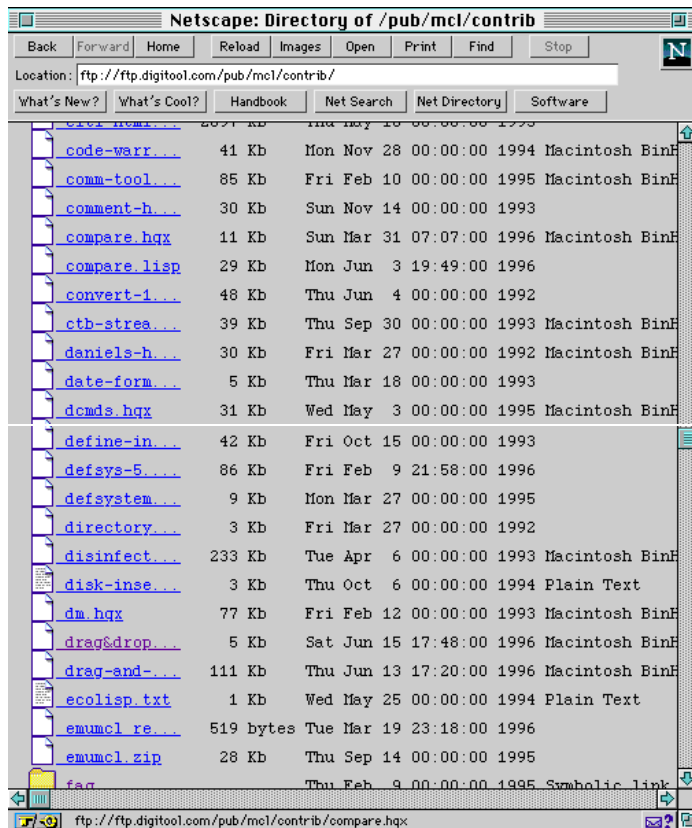 Netscape: Directory of /pub/mcl/contrib
Back Forward Home Reload Images Open Print Find Stop N
Location: ftp://ftp.digitool.com/pub/mcl/contrib/
What's New? What's Cool? Handbook Net Search Net Directory Software
code-warr... 41 Kb Mon Nov 28 00:00:00 1994 Macintosh BinH
comm-tool... 85 Kb Fri Feb 10 00:00:00 1995 Macintosh BinH
comment-h... 30 Kb Sun Nov 14 00:00:00 1993
compare.hqx 11 Kb Sun Mar 31 07:07:00 1996 Macintosh BinH
compare.lisp 29 Kb Mon Jun 3 19:49:00 1996
convert-1... 48 Kb Thu Jun 4 00:00:00 1992
ctb-strea... 39 Kb Thu Sep 30 00:00:00 1993 Macintosh BinH
daniels-h... 30 Kb Fri Mar 27 00:00:00 1992 Macintosh BinH
date-form... 5 Kb Thu Mar 18 00:00:00 1993
dcmds.hqx 31 Kb Wed May 3 00:00:00 1995 Macintosh BinH
define-in... 42 Kb Fri Oct 15 00:00:00 1993
defsys-5.... 86 Kb Fri Feb 9 21:58:00 1996
defsystem... 9 Kb Mon Mar 27 00:00:00 1995
directory... 3 Kb Fri Mar 27 00:00:00 1992
disinfect... 233 Kb Tue Apr 6 00:00:00 1993 Macintosh BinH
disk-inse... 3 Kb Thu Oct 6 00:00:00 1994 Plain Text
dm.hqx 77 Kb Fri Feb 12 00:00:00 1993 Macintosh BinH
drag&drop... 5 Kb Sat Jun 15 17:48:00 1996 Macintosh BinH
drag-and-... 111 Kb Thu Jun 13 17:20:00 1996 Macintosh BinH
ecolisp.txt 1 Kb Wed May 25 00:00:00 1994 Plain Text
emumcl re... 519 bytes Tue Mar 19 23:18:00 1996
emumcl.zip 28 Kb Thu Sep 14 00:00:00 1995
faq Thu Feb 9 00:00:00 1995 Symbolic link
ftp://ftp.digitool.com/pub/mcl/contrib/compare.hqx